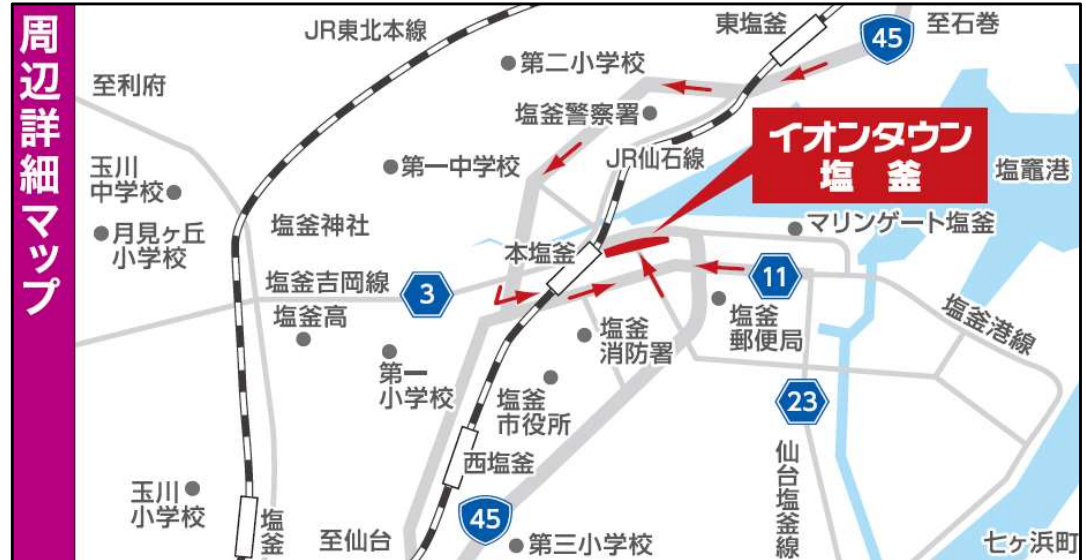 周辺詳細マップ
JR東北本線
東塩釜
45
至石巻
第二小学校
至利府
塩釜警察署
イオンタウン
塩釜
JR仙石線
第一中学校
塩竈港
玉川
中学校
マリンゲート塩釜
塩釜神社
月見ヶ丘
小学校
本塩釜
塩釜吉岡線
3
11
塩釜高
塩釜
消防署
塩釜
郵便局
塩釜港線
第一
小学校
塩釜
市役所
23
西塩釜
仙台塩釜線
玉川
小学校
塩釜
至仙台
45
第三小学校
七ヶ浜町